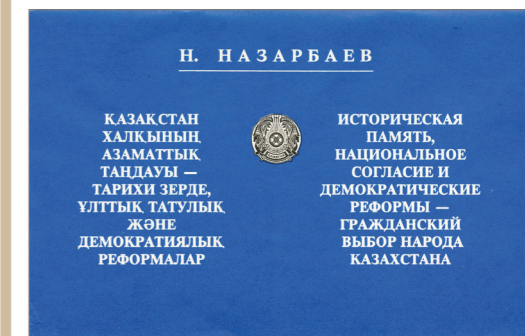 Н. НАЗАРБАЕВ
ҚАЗАҚСТАН
ХАЛҚЫНЫҢ
АЗАМАТТЫҚ
ТАҢДАУЫ —
ТАРИХИ ЗЕРДЕ,
ҰЛТТЫҚ ТАТУЛЫҚ
ЖӘНЕ
ДЕМОКРАТИЯЛЫҚ
РЕФОРМАЛАР
ИСТОРИЧЕСКАЯ
ПАМЯТЬ,
НАЦИОНАЛЬНОЕ
СОГЛАСИЕ И
ДЕМОКРАТИЧЕСКИЕ
РЕФОРМЫ —
ГРАЖДАНСКИЙ
ВЫБОР НАРОДА
КАЗАХСТАНА